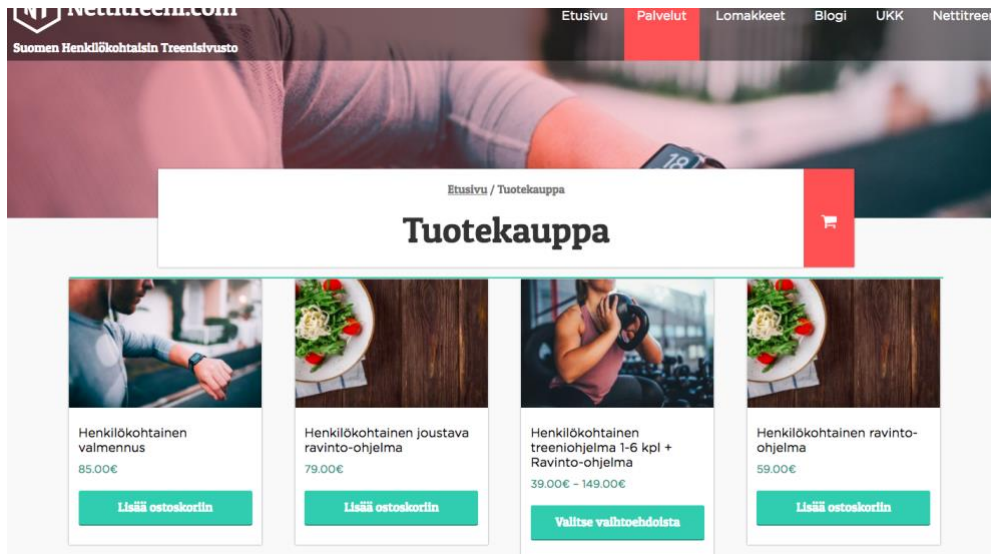 NT Nettitreeni.com
Suomen Henkilökohtaisin Treenisivusto
Etusivu Palvelut Lomakkeet Blogi UKK
18
Etusivu / Tuotekauppa
Tuotekauppa
Henkilökohtainen
valmennus
85.00€
Lisää ostoskoriin
Henkilökohtainen joustava
ravinto-ohjelma
79.00€
Lisää ostoskoriin
Henkilökohtainen
treeniohjelma 1-6 kpl +
Ravinto-ohjelma
39.00€ – 149.00€
Valitse vaihtoehdoista
Henkilökohtainen ravinto-
ohjelma
59.00€
Lisää ostoskoriin